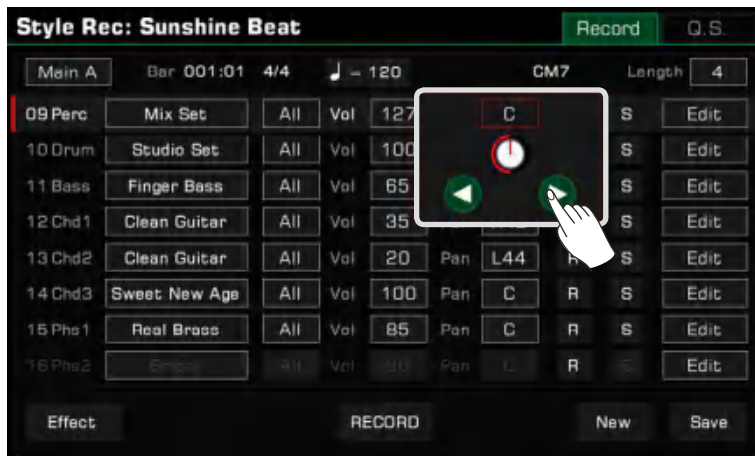 Style Rec: Sunshine Beat Record Q.S.
Main A Bar 001:01 4/4 ♩ = 120 CM7 Length 4
09 Perc Mix Set All Vol 127 C S Edit
10 Drum Studio Set All Vol 100 S Edit
11 Bass Finger Bass All Vol 65 S Edit
12 Chd1 Clean Guitar All Vol 35 S Edit
13 Chd2 Clean Guitar All Vol 20 Pan L44 R S Edit
14 Chd3 Sweet New Age All Vol 100 Pan C R S Edit
15 Phs1 Real Brass All Vol 85 Pan C R S Edit
16 Phs2 Empty All Vol Pan C R S Edit
Effect RECORD New Save